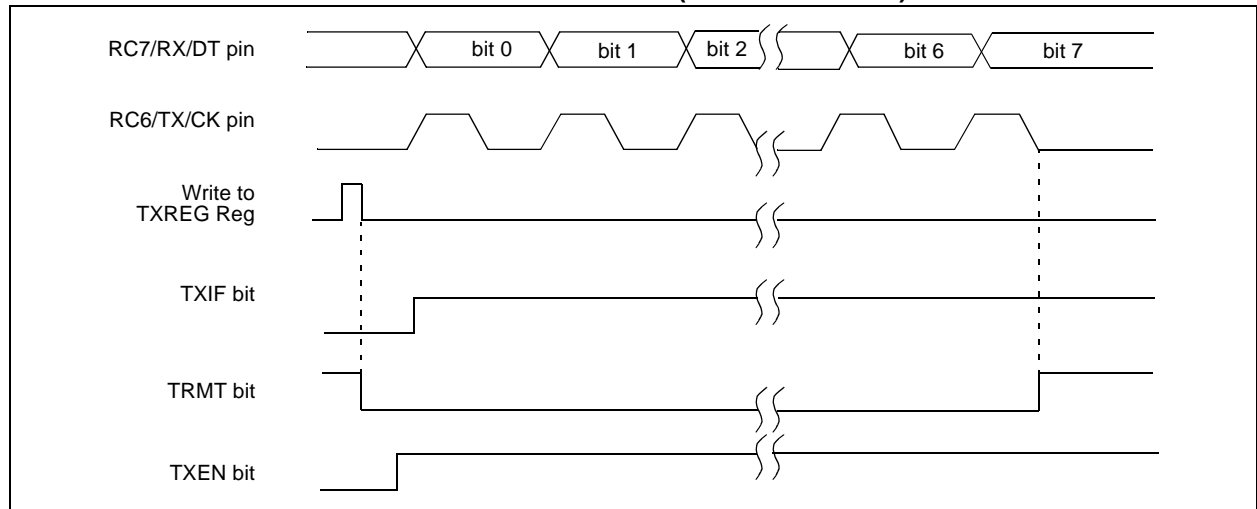 RC7/RX/DT pin
bit 0 bit 1 bit 2 bit 6 bit 7
RC6/TX/CK pin
Write to
TXREG Reg
TXIF bit
TRMT bit
TXEN bit